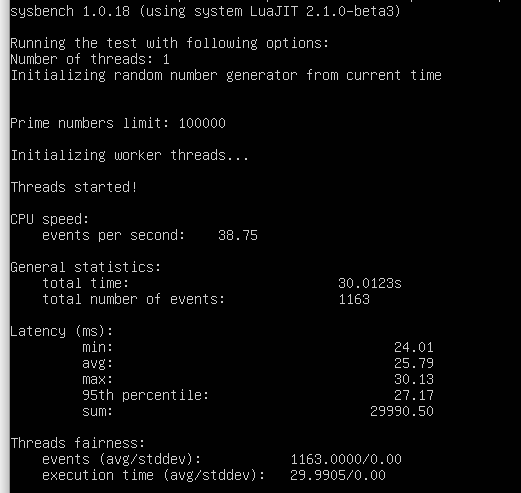 sysbench 1.0.18 (using system LuaJIT 2.1.0-beta3)
Running the test with following options:
Number of threads: 1
Initializing random number generator from current time
Prime numbers limit: 100000
Initializing worker threads...
Threads started!
CPU speed:
events per second: 38.75
General statistics:
total time: 30.0123s
total number of events: 1163
Latency (ms):
min: 24.01
avg: 25.79
max: 30.13
95th percentile: 27.17
sum: 29990.50
Threads fairness:
events (avg/stddev): 1163.0000/0.00
execution time (avg/stddev): 29.9905/0.00